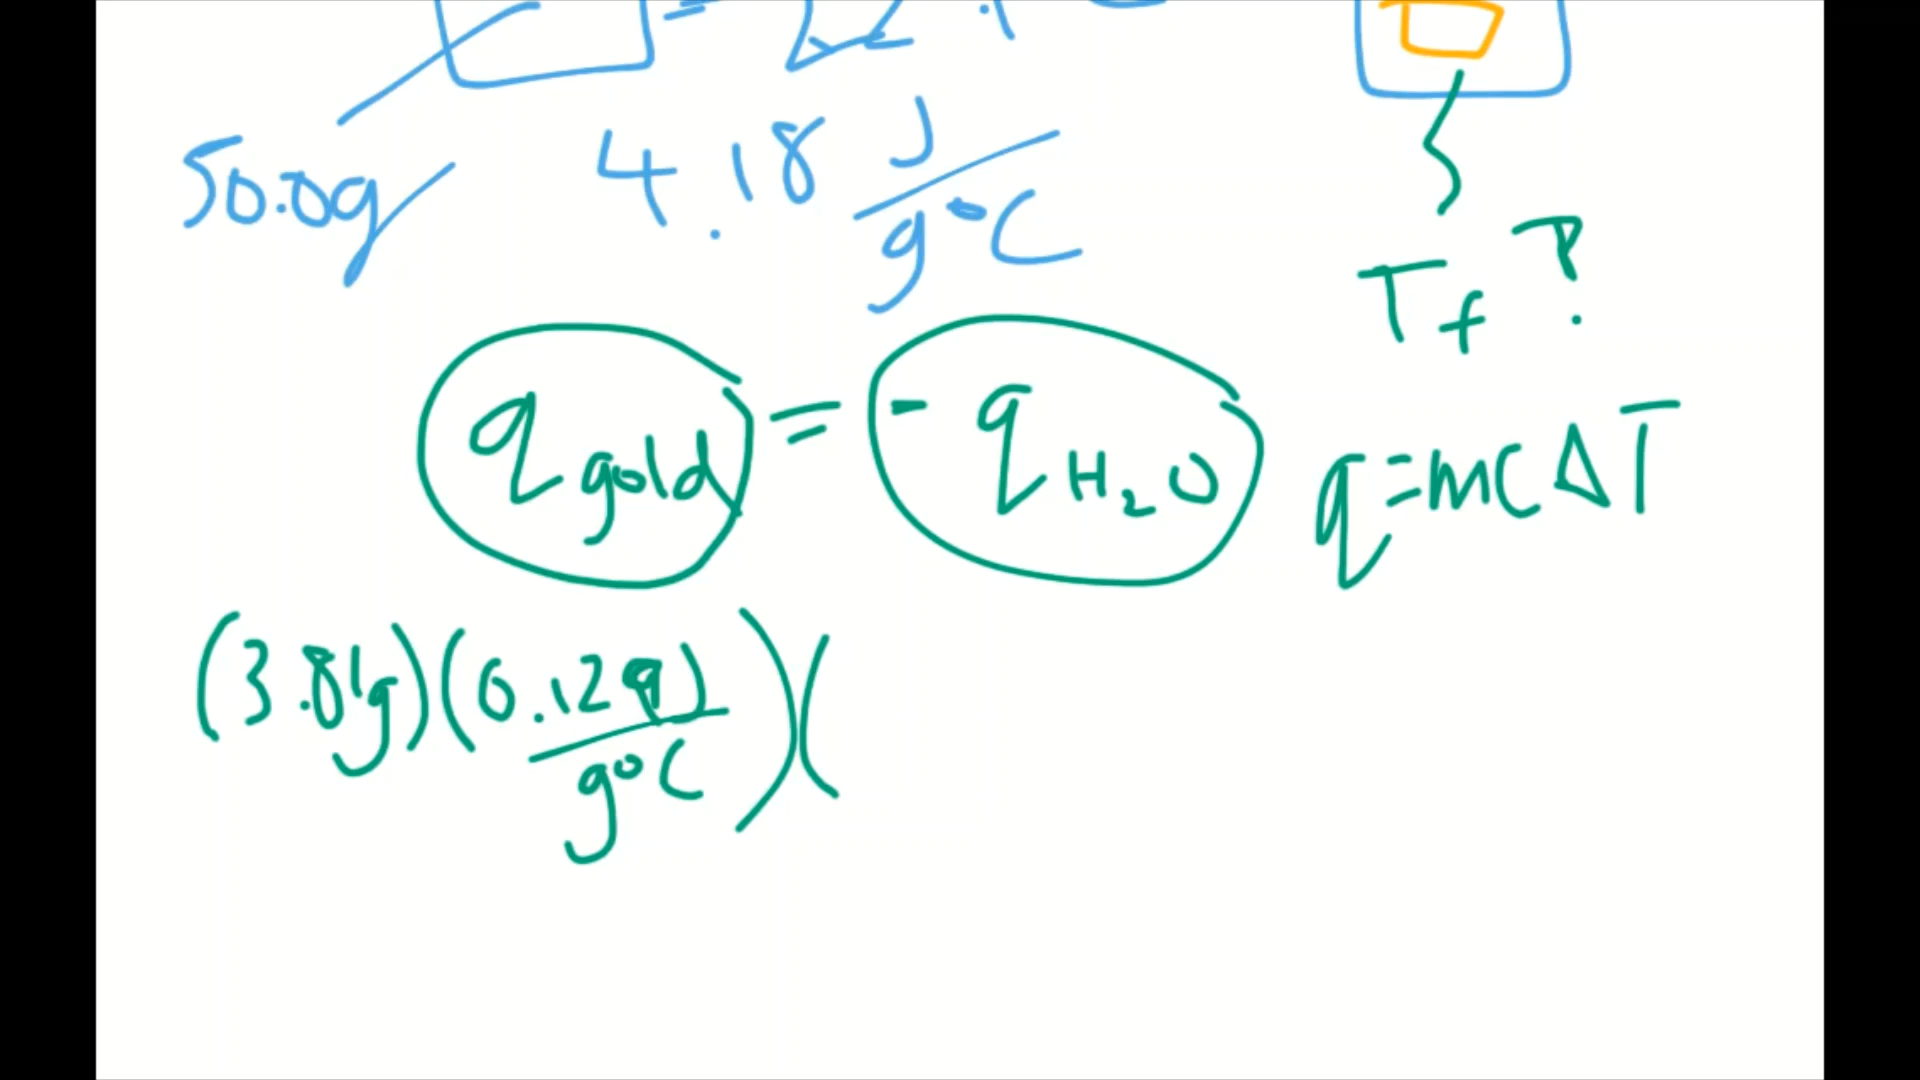 50.0g 4.18 J/g°C
Tf ?
q gold = - q H₂O q=mCΔT
(3.81g)(0.129 J/g°C)(